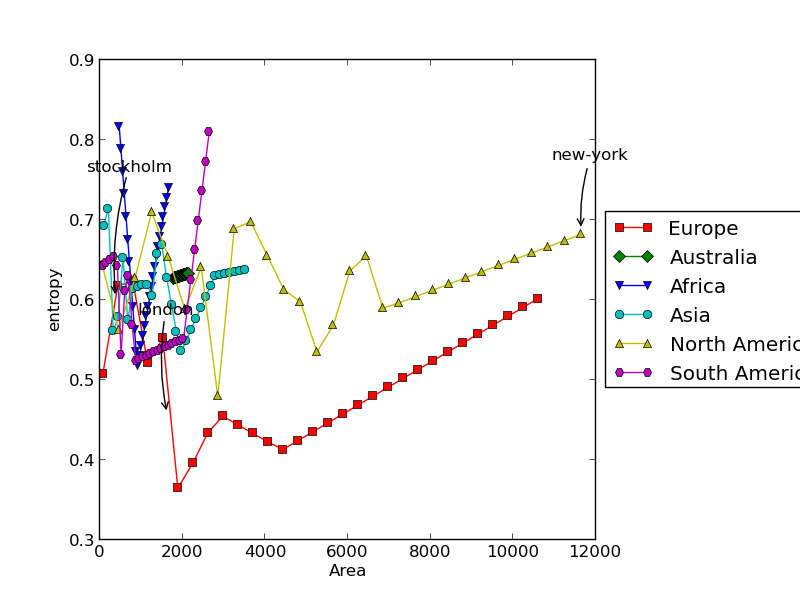 0.9
0.8
0.7
0.6
0.5
0.4
0.3
entropy
0
2000
4000
6000
8000
10000
12000
Area
stockholm
london
new-york
Europe
Australia
Africa
Asia
North Americ
South Americ